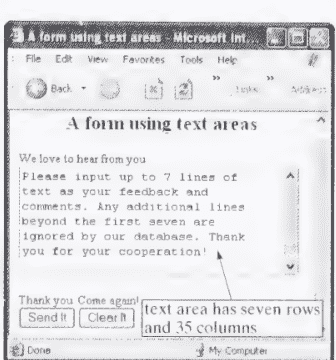 A form using text areas - Microsoft Int...
File Edit View Favorites Tools Help
Back Links Address
A form using text areas
We love to hear from you
Please input up to 7 lines of
text as your feedback and
comments. Any additional lines
beyond the first seven are
ignored by our database. Thank
you for your cooperation!
Thank you Come again!
Send It Clear It
text area has seven rows
and 35 columns
Done My Computer